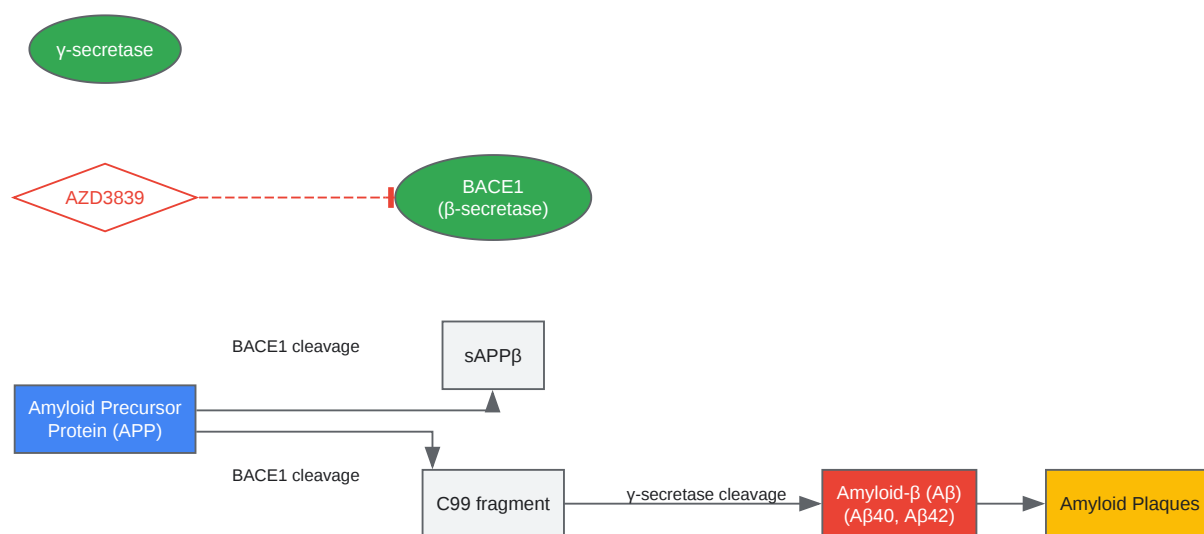 γ-secretase
AZD3839
BACE1
(β-secretase)
BACE1 cleavage
sAPPβ
Amyloid Precursor
Protein (APP)
BACE1 cleavage
C99 fragment
γ-secretase cleavage
Amyloid-β (Aβ)
(Aβ40, Aβ42)
Amyloid Plaques